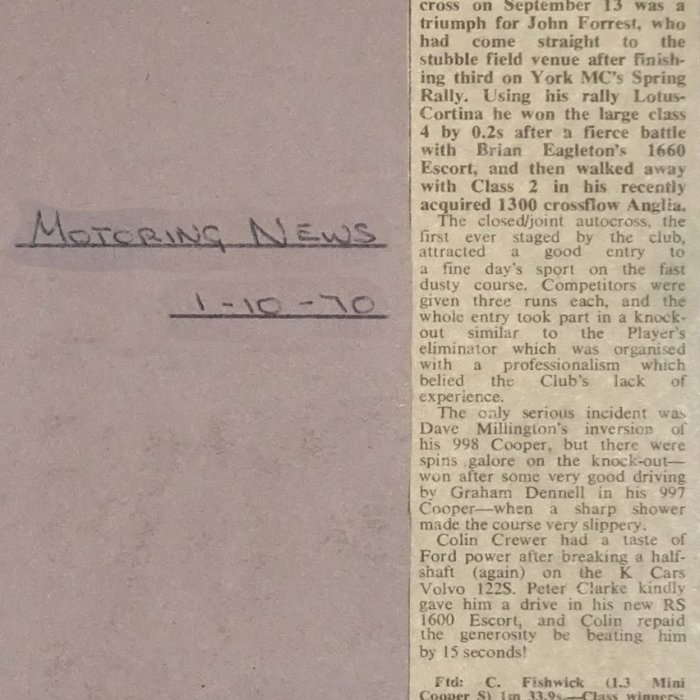 MOTORING NEWS
1-10-70
cross on September 13 was a
triumph for John Forrest, who
had come straight to the
stubble field venue after finish-
ing third on York MC's Spring
Rally. Using his rally Lotus-
Cortina he won the large class
4 by 0.2s after a fierce battle
with Brian Eagleton's 1660
Escort, and then walked away
with Class 2 in his recently
acquired 1300 crossflow Anglia.
The closed/joint autocross, the
first ever staged by the club,
attracted a good entry to
a fine day's sport on the fast
dusty course. Competitors were
given three runs each, and the
whole entry took part in a knock-
out similar to the Player's
eliminator which was organised
with a professionalism which
belied the Club's lack of
experience.
The only serious incident was
Dave Millington's inversion of
his 998 Cooper, but there were
spins galore on the knock-out—
won after some very good driving
by Graham Dennell in his 997
Cooper—when a sharp shower
made the course very slippery.
Colin Crewer had a taste of
Ford power after breaking a half-
shaft (again) on the K Cars
Volvo 122S. Peter Clarke kindly
gave him a drive in his new RS
1600 Escort, and Colin repaid
the generosity be beating him
by 15 seconds!
Ftd: C. Fishwick (1.3 Mini
Cooper S) 1m 33.9s.—Class winners: